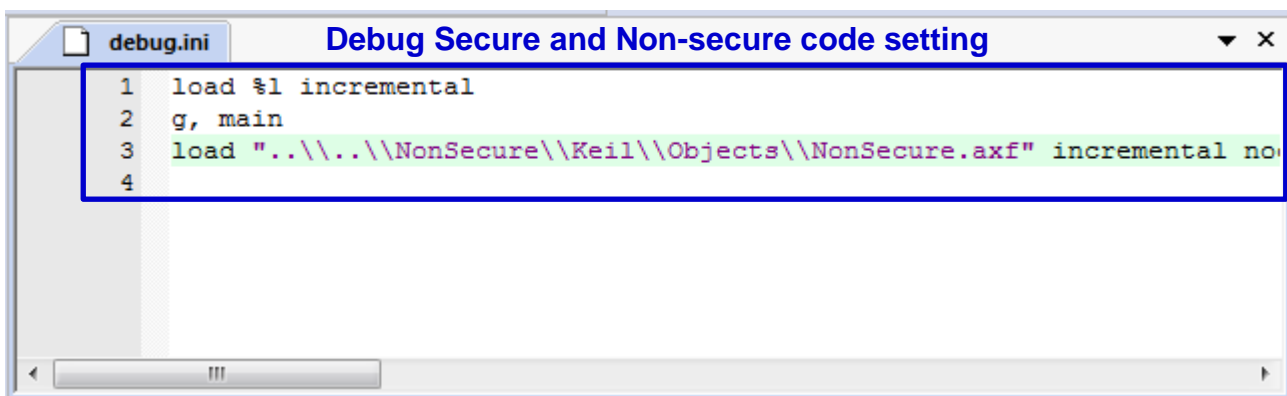 debug.ini Debug Secure and Non-secure code setting
1 load %l incremental
2 g, main
3 load "..\\..\\NonSecure\\Keil\\Objects\\NonSecure.axf" incremental
4